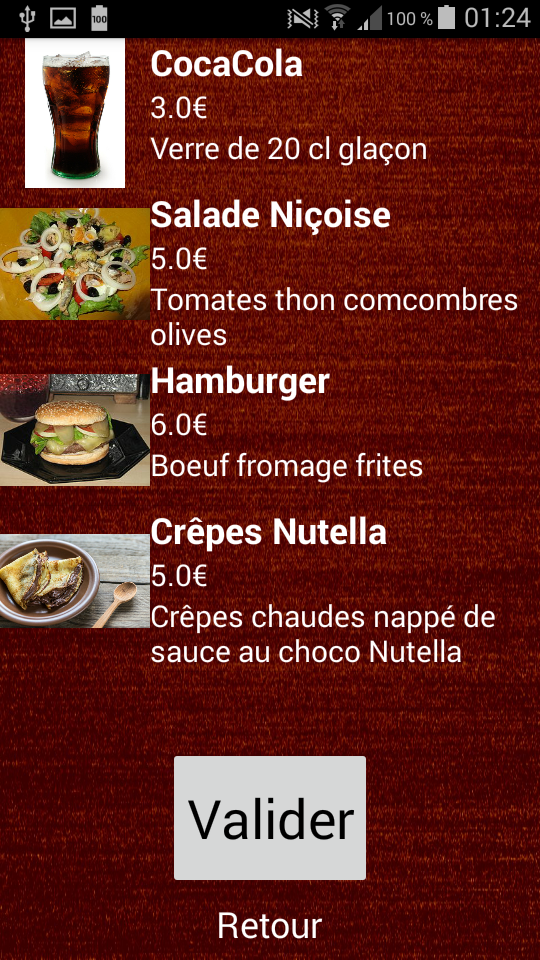 100 % 01:24
CocaCola
3.0€
Verre de 20 cl glaçon
Salade Niçoise
5.0€
Tomates thon comcombres
olives
Hamburger
6.0€
Boeuf fromage frites
Crêpes Nutella
5.0€
Crêpes chaudes nappé de
sauce au choco Nutella
Valider
Retour